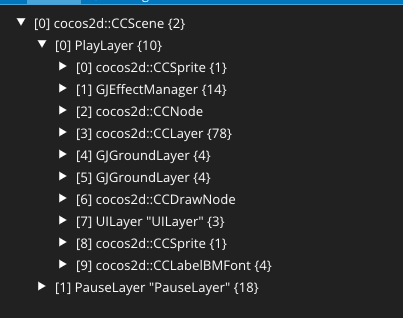 [0] cocos2d::CCScene {2}
[0] PlayLayer {10}
[0] cocos2d::CCSprite {1}
[1] GJEffectManager {14}
[2] cocos2d::CCNode
[3] cocos2d::CCLayer {78}
[4] GJGroundLayer {4}
[5] GJGroundLayer {4}
[6] cocos2d::CCDrawNode
[7] UILayer "UILayer" {3}
[8] cocos2d::CCSprite {1}
[9] cocos2d::CCLabelBMFont {4}
[1] PauseLayer "PauseLayer" {18}